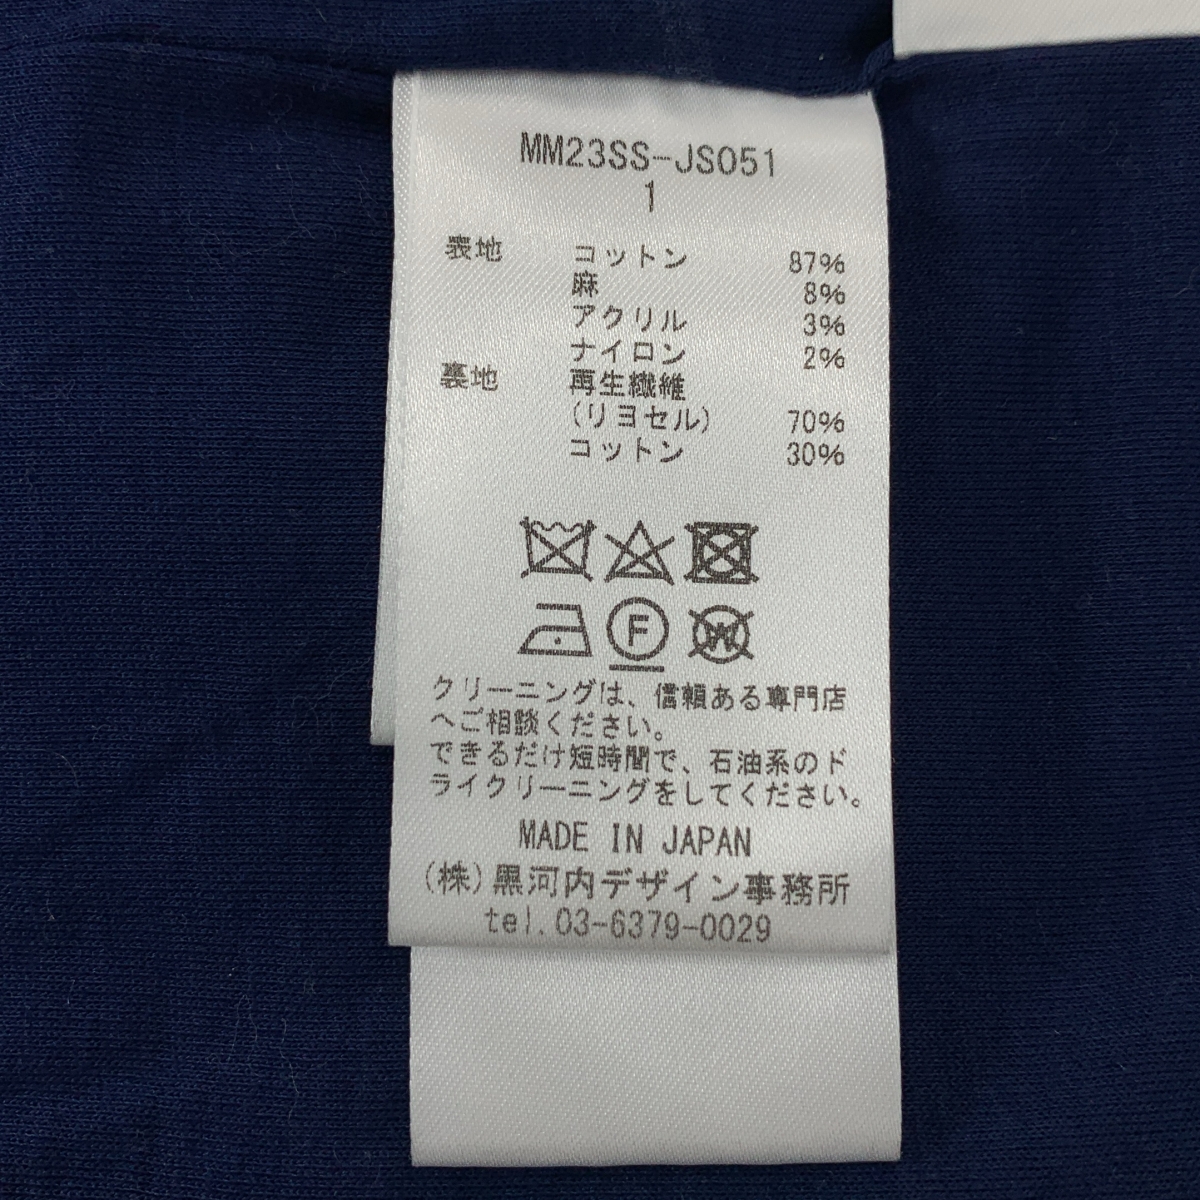 MM23SS-JS051
1
表地 コットン 87%
麻 8%
アクリル 3%
ナイロン 2%
裏地 再生繊維
(リヨセル) 70%
コットン 30%
F
W
クリーニングは、信頼ある専門店
へご相談ください。
できるだけ短時間で、石油系のド
ライクリーニングをしてください。
MADE IN JAPAN
(株)黒河内デザイン事務所
tel.03-6379-0029